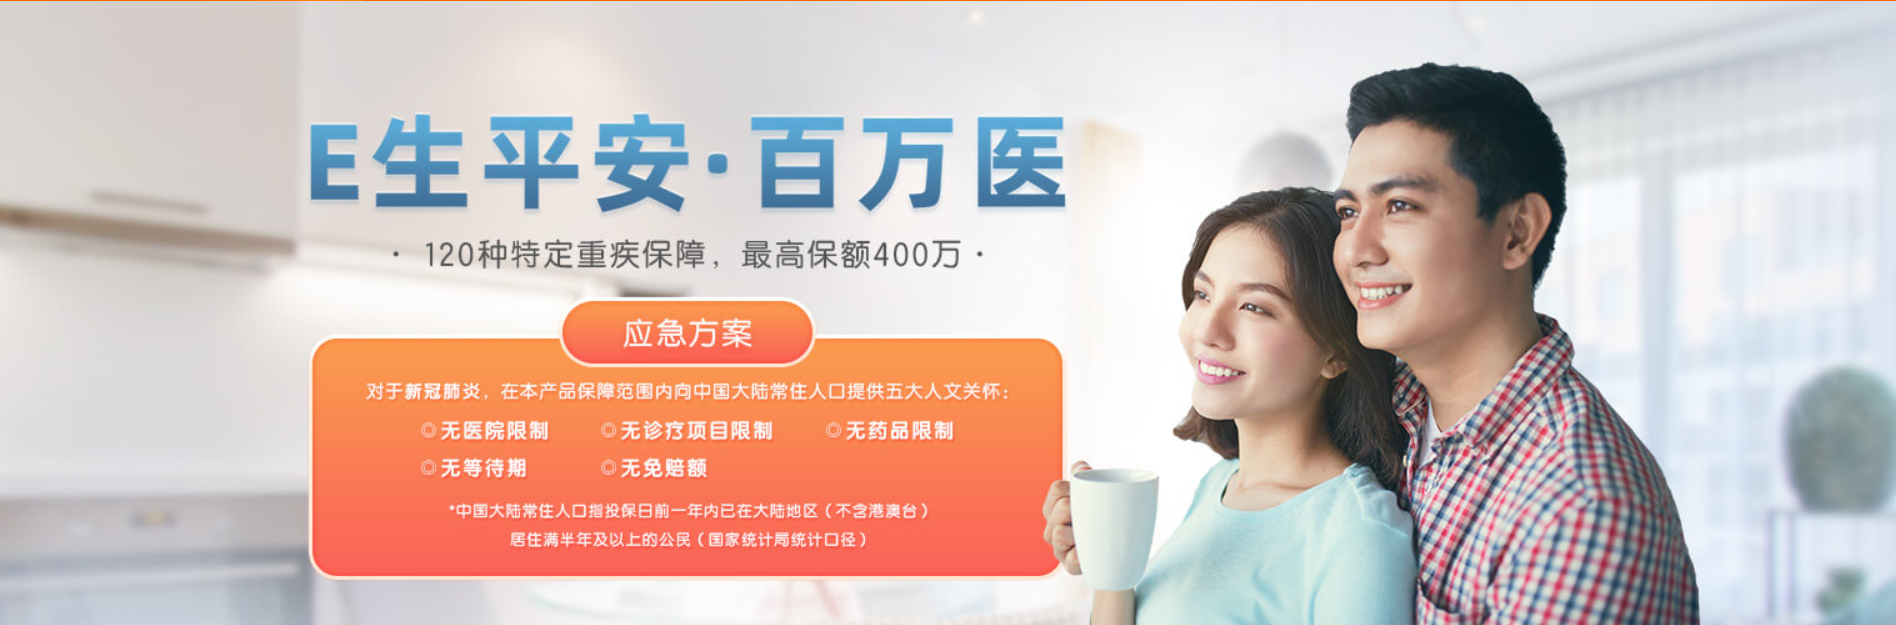 E生平安·百万医
· 120种特定重疾保障，最高保额400万 ·
应急方案
对于新冠肺炎，在本产品保障范围内向中国大陆常住人口提供五大人文关怀：
◎无医院限制 ◎无诊疗项目限制 ◎无药品限制
◎无等待期 ◎无免赔额
*中国大陆常住人口指投保日前一年内已在大陆地区（不含港澳台）
居住满半年及以上的公民（国家统计局统计口径）